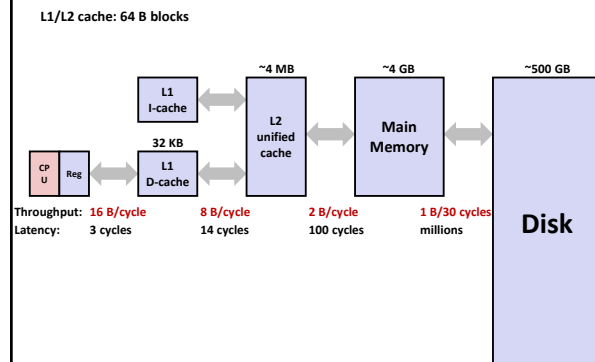 L1/L2 cache: 64 B blocks
~4 MB
~4 GB
~500 GB
L1
I-cache
32 KB
L1
D-cache
L2
unified
cache
Main
Memory
CP
U
Reg
Disk
Throughput: 16 B/cycle 8 B/cycle 2 B/cycle 1 B/30 cycles
Latency: 3 cycles 14 cycles 100 cycles millions